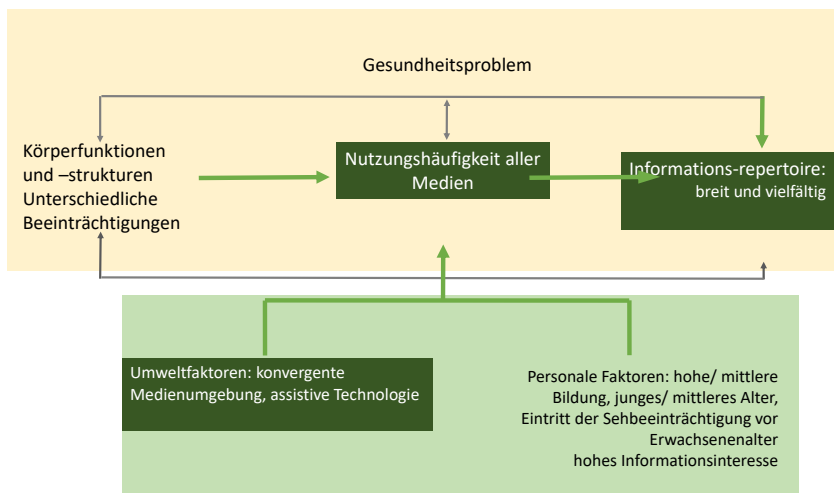 Gesundheitsproblem
Körperfunktionen
und –strukturen
Unterschiedliche
Beeinträchtigungen
Nutzungshäufigkeit aller
Medien
Informations-repertoire:
breit und vielfältig
Umweltfaktoren: konvergente
Medienumgebung, assistive Technologie
Personale Faktoren: hohe/ mittlere
Bildung, junges/ mittleres Alter,
Eintritt der Sehbeeinträchtigung vor
Erwachsenenalter
hohes Informationsinteresse